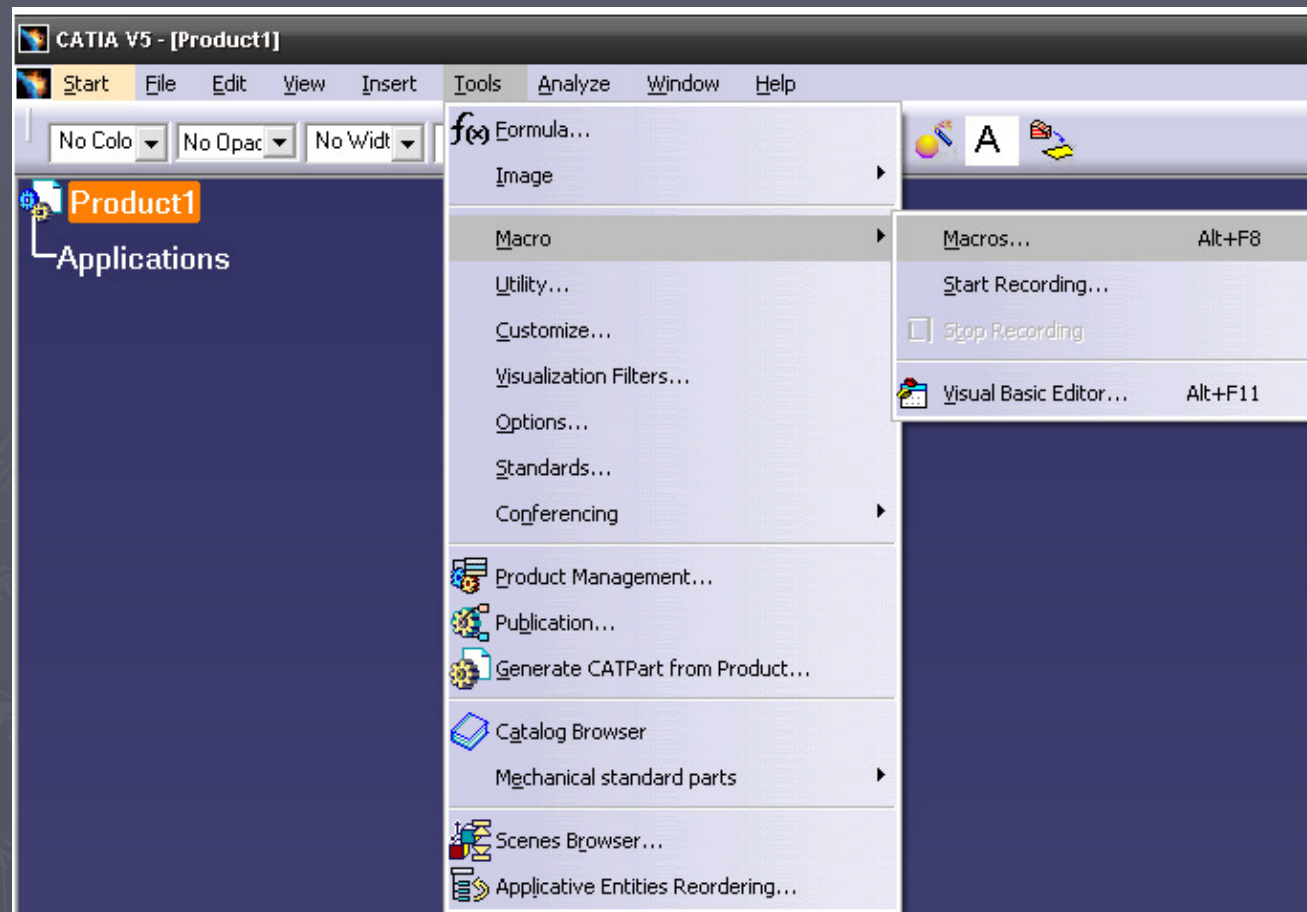 CATIA V5 - [Product1]
Start File Edit View Insert Tools Analyze Window Help
No Colo No Opac No Widt A
Product1
Applications
f(x) Formula...
Image
Macro
Utility...
Customize...
Visualization Filters...
Options...
Standards...
Conferencing
Product Management...
Publication...
Generate CATPart from Product...
Catalog Browser
Mechanical standard parts
Scenes Browser...
Applicative Entities Reordering...
Macros... Alt+F8
Start Recording...
Stop Recording
Visual Basic Editor... Alt+F11